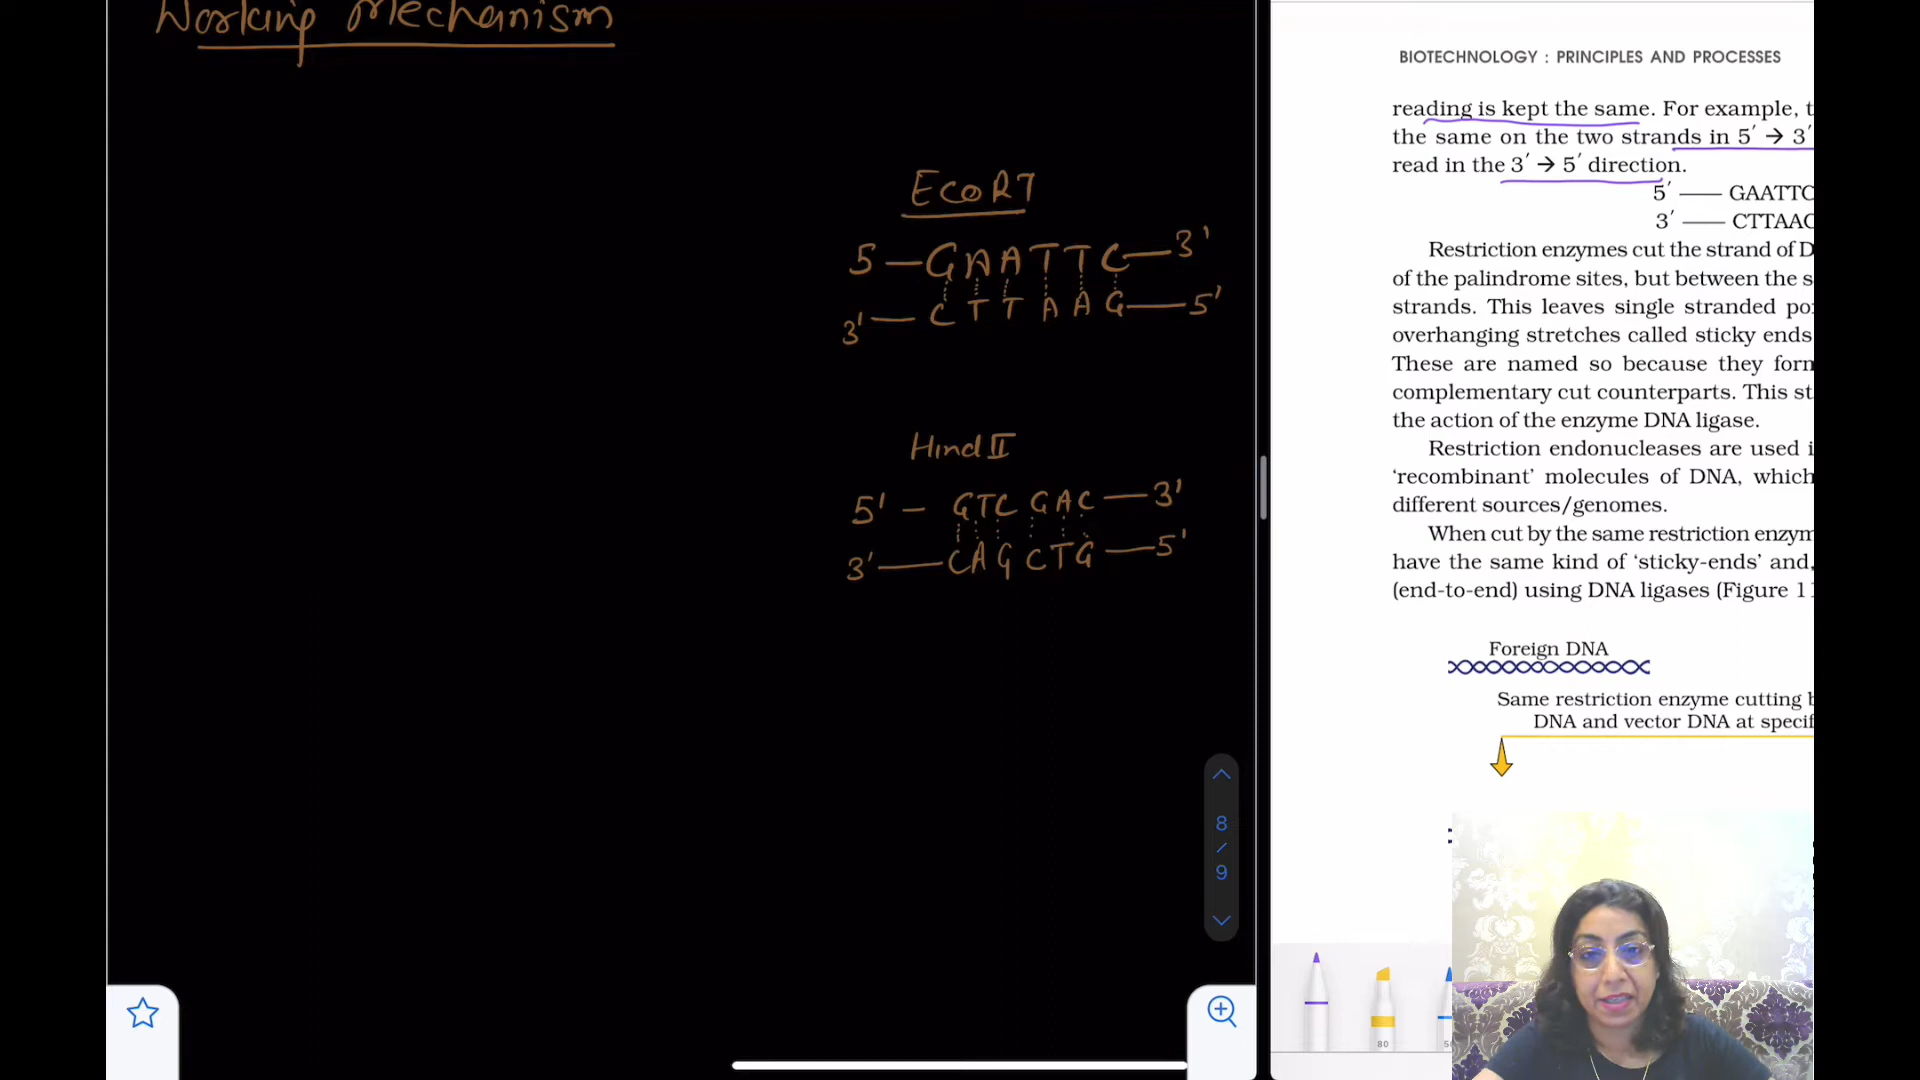 Working Mechanism
EcoRI
5 — GAATTC — 3'
3' — CTTAAG — 5'
Hind II
5' — GTC GAC — 3'
3' — CAG CTG — 5'
8
/
9
BIOTECHNOLOGY : PRINCIPLES AND PROCESSES
reading is kept the same. For example, t
the same on the two strands in 5′ → 3′
read in the 3′ → 5′ direction.
5′ —— GAATTC
3′ —— CTTAAG
Restriction enzymes cut the strand of D
of the palindrome sites, but between the s
strands. This leaves single stranded po
overhanging stretches called sticky ends
These are named so because they form
complementary cut counterparts. This st
the action of the enzyme DNA ligase.
Restriction endonucleases are used i
‘recombinant’ molecules of DNA, which
different sources/genomes.
When cut by the same restriction enzym
have the same kind of ‘sticky-ends’ and,
(end-to-end) using DNA ligases (Figure 11
Foreign DNA
Same restriction enzyme cutting b
DNA and vector DNA at specif
80